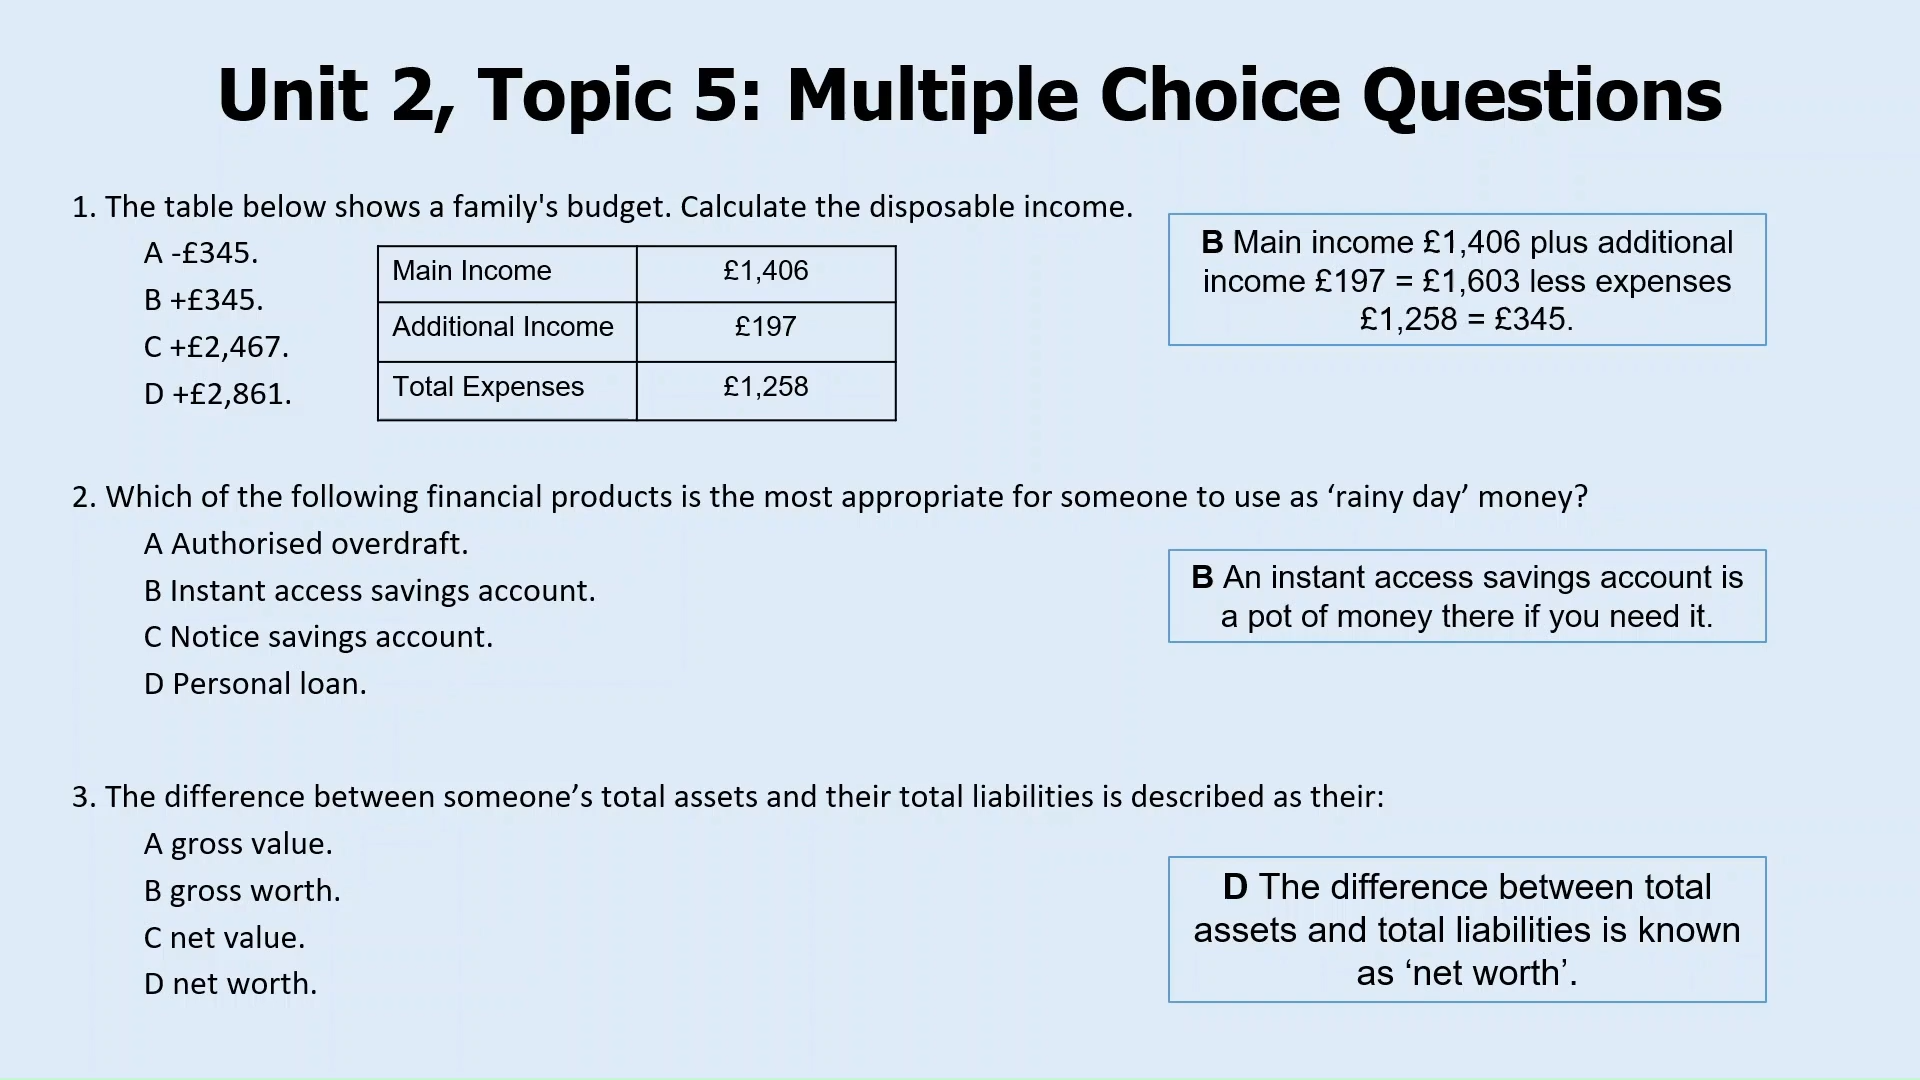 Unit 2, Topic 5: Multiple Choice Questions
1. The table below shows a family's budget. Calculate the disposable income.
A -£345.
B +£345.
C +£2,467.
D +£2,861.
Main Income £1,406
Additional Income £197
Total Expenses £1,258
B Main income £1,406 plus additional
income £197 = £1,603 less expenses
£1,258 = £345.
2. Which of the following financial products is the most appropriate for someone to use as ‘rainy day’ money?
A Authorised overdraft.
B Instant access savings account.
C Notice savings account.
D Personal loan.
B An instant access savings account is
a pot of money there if you need it.
3. The difference between someone’s total assets and their total liabilities is described as their:
A gross value.
B gross worth.
C net value.
D net worth.
D The difference between total
assets and total liabilities is known
as ‘net worth’.